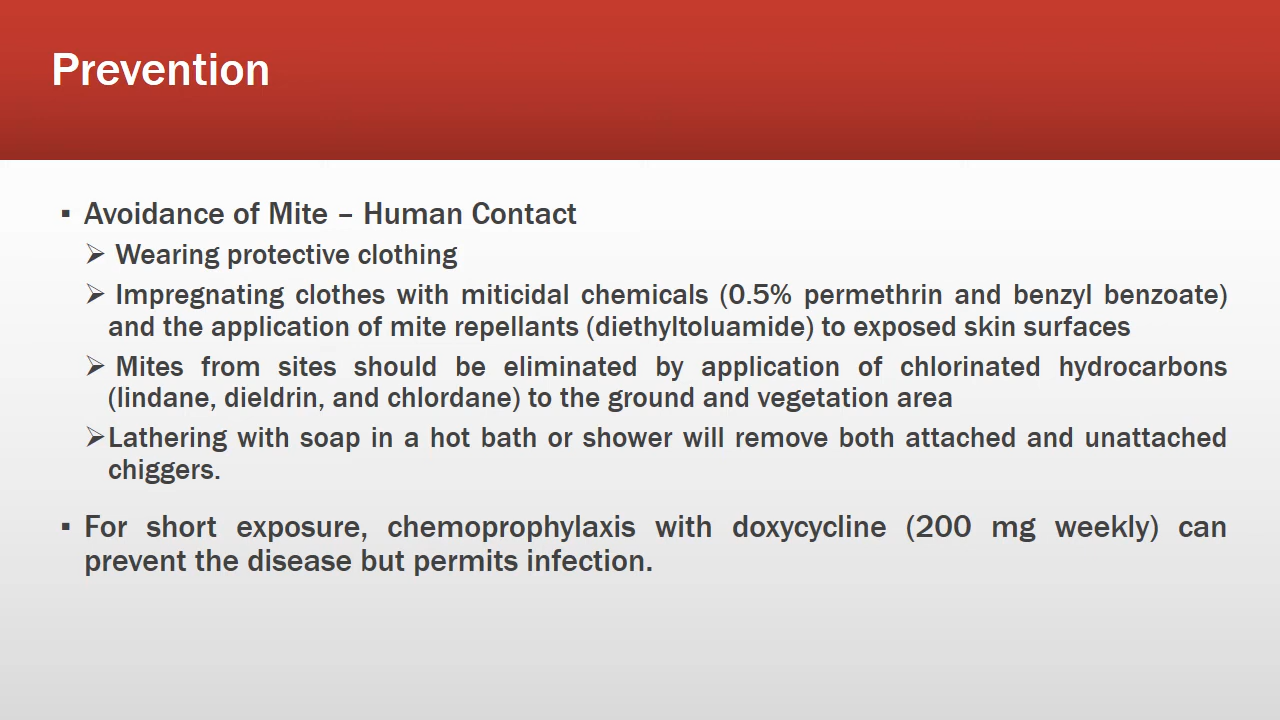 Prevention
▪ Avoidance of Mite – Human Contact
➢ Wearing protective clothing
➢ Impregnating clothes with miticidal chemicals (0.5% permethrin and benzyl benzoate)
and the application of mite repellants (diethyltoluamide) to exposed skin surfaces
➢ Mites from sites should be eliminated by application of chlorinated hydrocarbons
(lindane, dieldrin, and chlordane) to the ground and vegetation area
➢Lathering with soap in a hot bath or shower will remove both attached and unattached
chiggers.
▪ For short exposure, chemoprophylaxis with doxycycline (200 mg weekly) can
prevent the disease but permits infection.